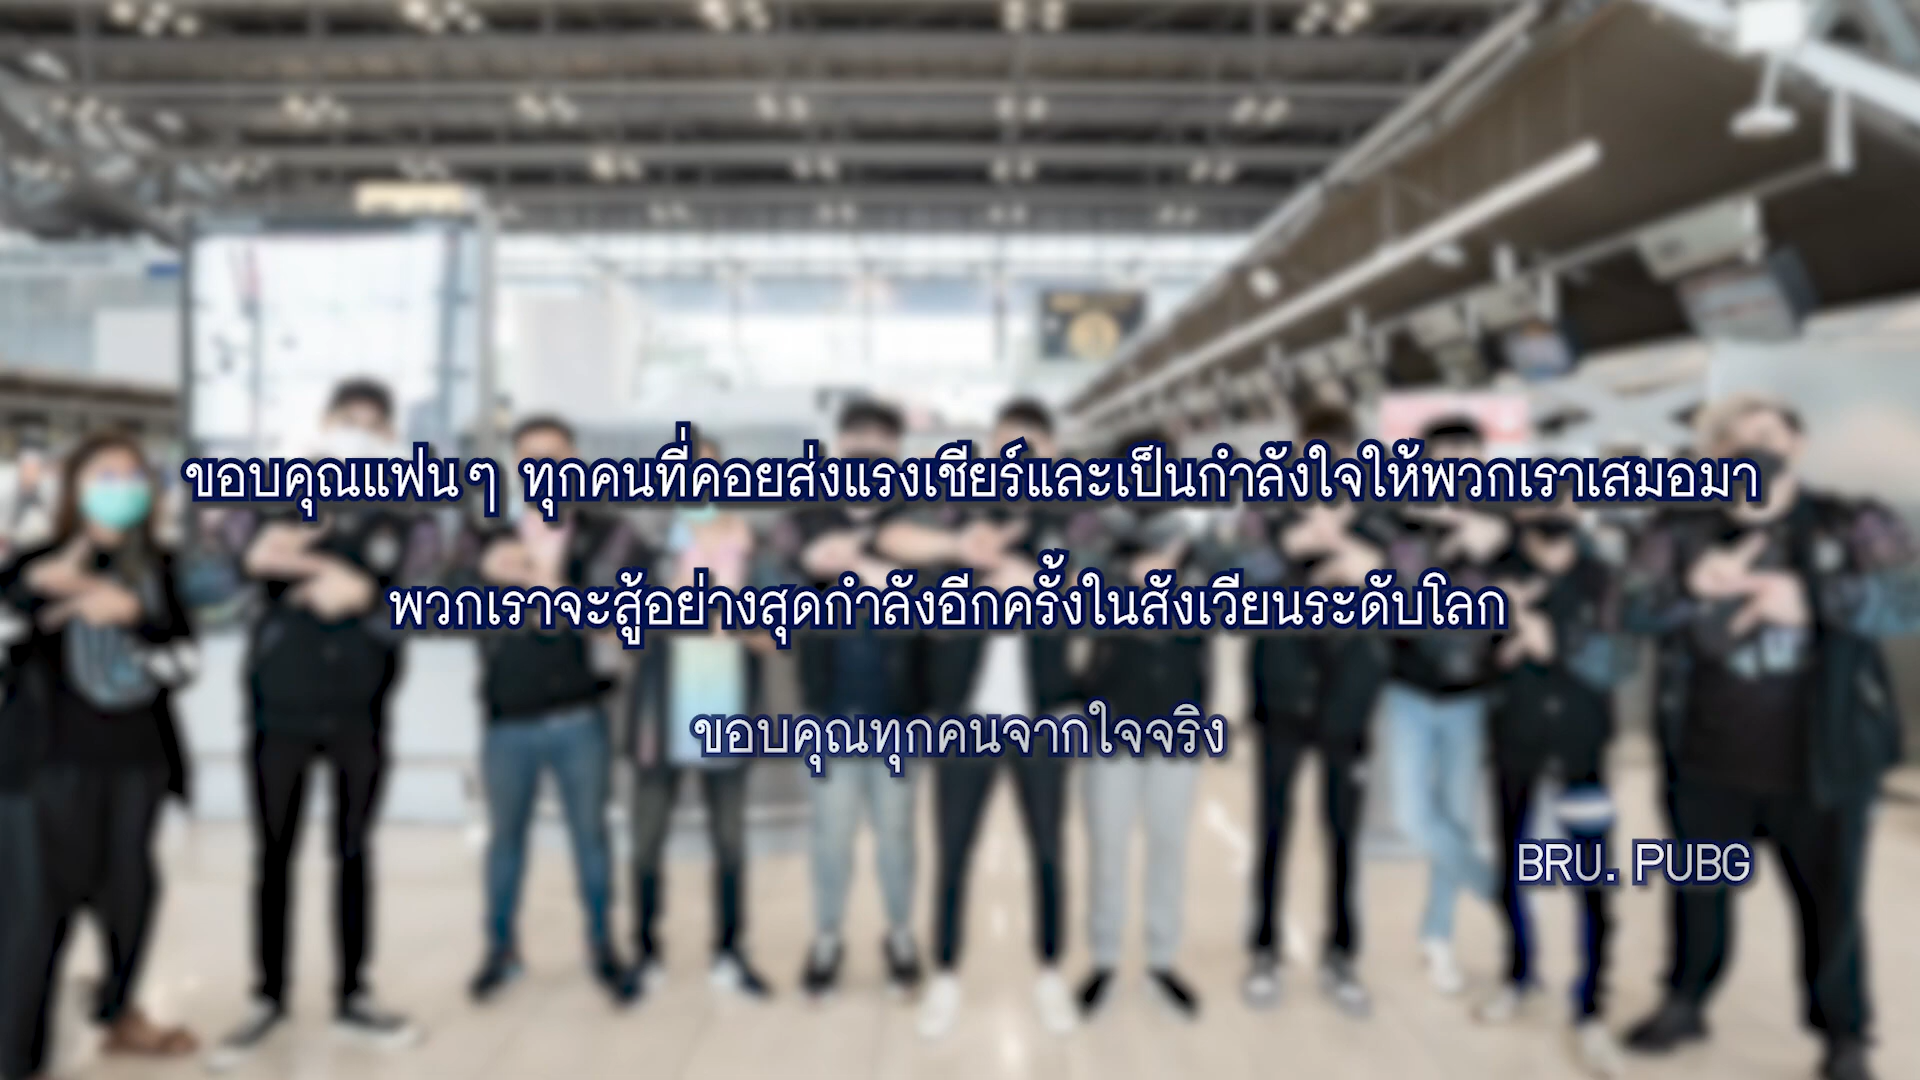 ขอบคุณแฟนๆ ทุกคนที่คอยส่งแรงเชียร์และเป็นกำลังใจให้พวกเราเสมอมา
พวกเราจะสู้อย่างสุดกำลังอีกครั้งในสังเวียนระดับโลก
ขอบคุณทุกคนจากใจจริง
BRU. PUBG